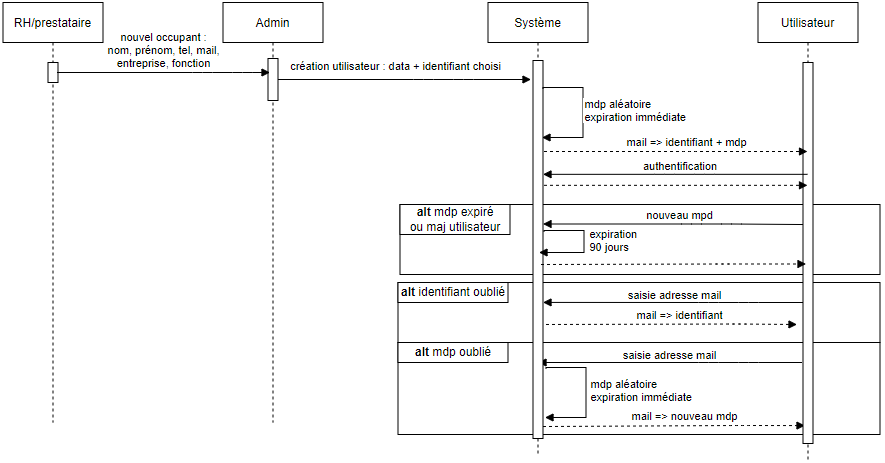 RH/prestataire
Admin
Système
Utilisateur
nouvel occupant :
nom, prénom, tel, mail,
entreprise, fonction
création utilisateur : data + identifiant choisi
mdp aléatoire
expiration immédiate
mail => identifiant + mdp
authentification
alt mdp expiré
ou maj utilisateur
nouveau mpd
expiration
90 jours
alt identifiant oublié
saisie adresse mail
mail => identifiant
alt mdp oublié
saisie adresse mail
mdp aléatoire
expiration immédiate
mail => nouveau mdp